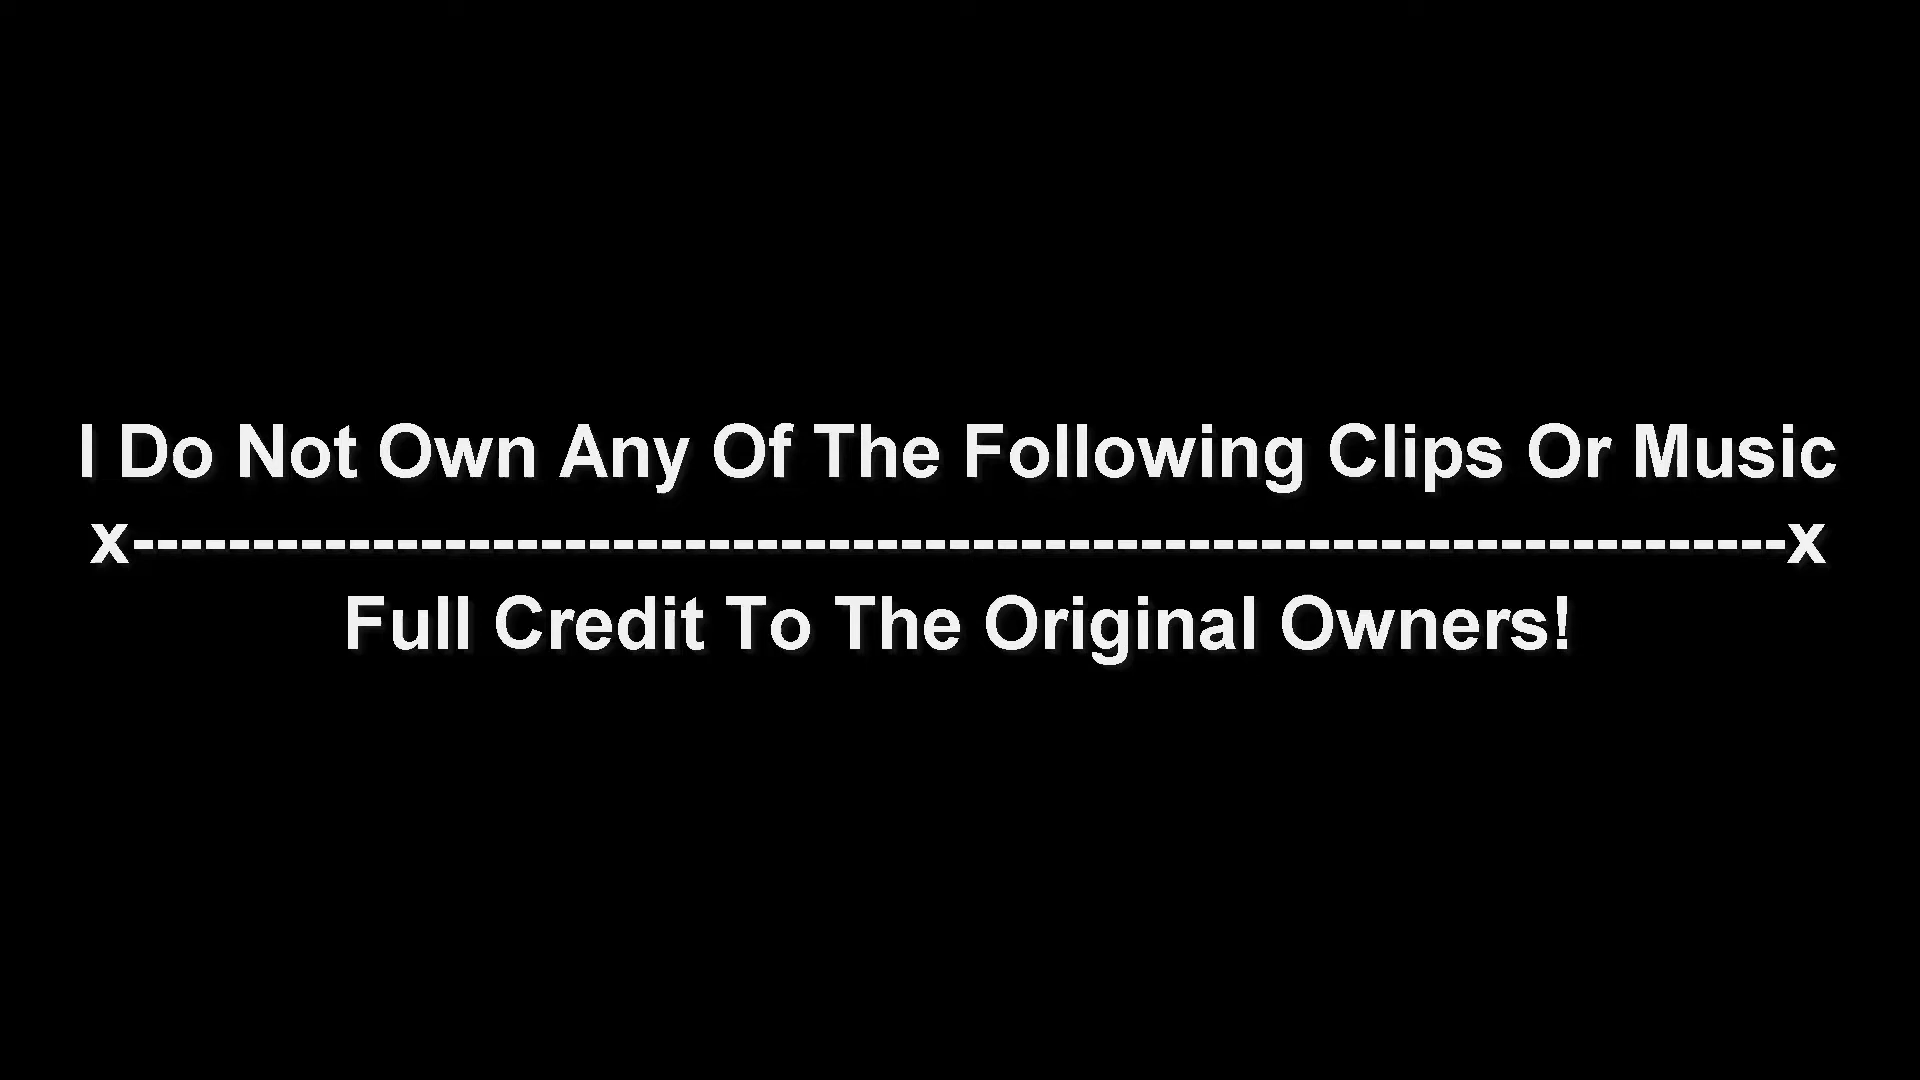 I Do Not Own Any Of The Following Clips Or Music
x---------------------------------------------------------------------x
Full Credit To The Original Owners!